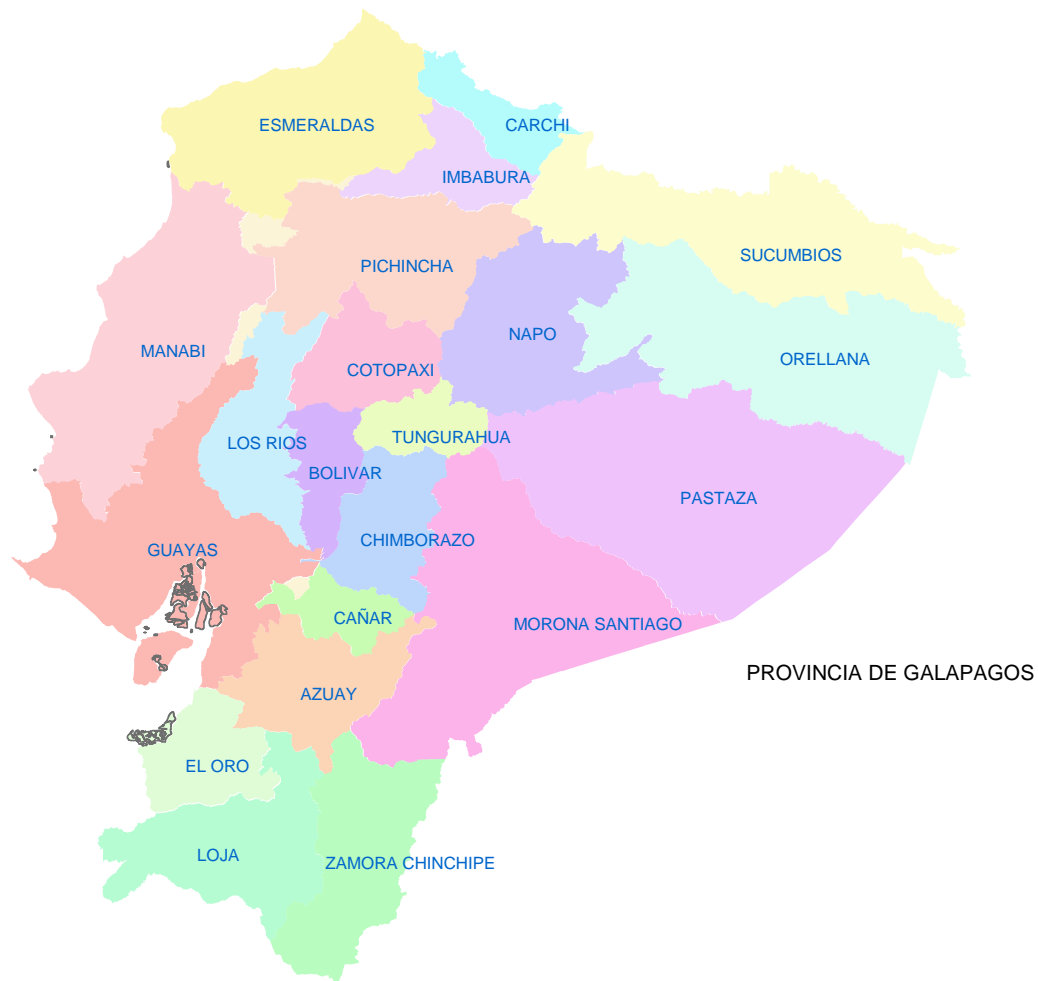 ESMERALDAS
CARCHI
IMBABURA
SUCUMBIOS
PICHINCHA
NAPO
MANABI
ORELLANA
COTOPAXI
TUNGURAHUA
LOS RIOS
BOLIVAR
PASTAZA
CHIMBORAZO
GUAYAS
CAÑAR
MORONA SANTIAGO
PROVINCIA DE GALAPAGOS
AZUAY
EL ORO
LOJA
ZAMORA CHINCHIPE